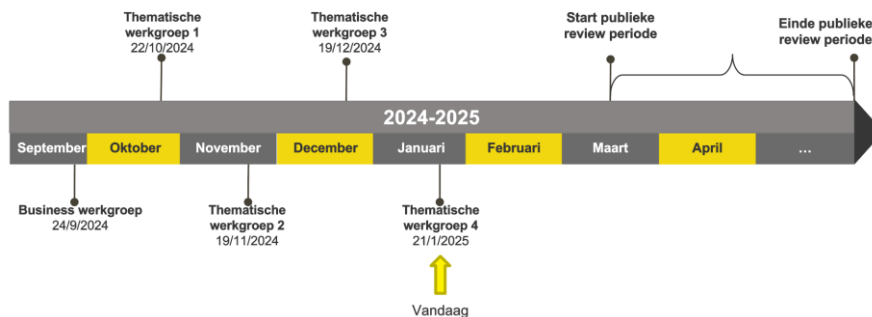 Thematische
werkgroep 1
22/10/2024
Thematische
werkgroep 3
19/12/2024
Start publieke
review periode
Einde publieke
review periode
2024-2025
September
Oktober
November
December
Januari
Februari
Maart
April
...
Business werkgroep
24/9/2024
Thematische
werkgroep 2
19/11/2024
Thematische
werkgroep 4
21/1/2025
Vandaag